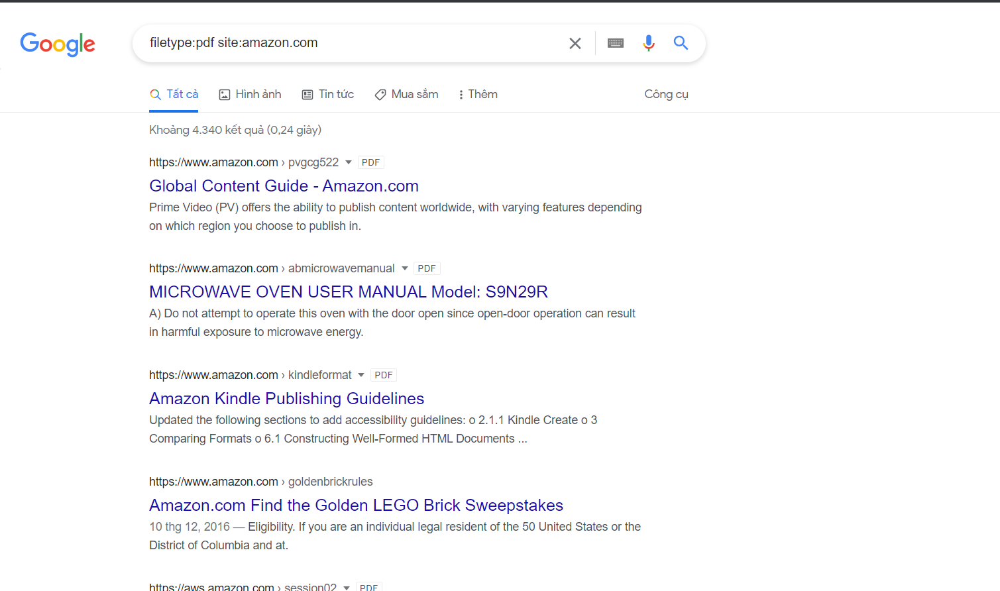 Google
filetype:pdf site:amazon.com
Tất cả
Hình ảnh
Tin tức
Mua sắm
Thêm
Công cụ
Khoảng 4.340 kết quả (0,24 giây)
https://www.amazon.com › pvgcg522 PDF
Global Content Guide - Amazon.com
Prime Video (PV) offers the ability to publish content worldwide, with varying features depending
on which region you choose to publish in.
https://www.amazon.com › abmicrowavemanual PDF
MICROWAVE OVEN USER MANUAL Model: S9N29R
A) Do not attempt to operate this oven with the door open since open-door operation can result
in harmful exposure to microwave energy.
https://www.amazon.com › kindleformat PDF
Amazon Kindle Publishing Guidelines
Updated the following sections to add accessibility guidelines: o 2.1.1 Kindle Create o 3
Comparing Formats o 6.1 Constructing Well-Formed HTML Documents ...
https://www.amazon.com › goldenbrickrules
Amazon.com Find the Golden LEGO Brick Sweepstakes
10 thg 12, 2016 — Eligibility. If you are an individual legal resident of the 50 United States or the
District of Columbia and at.
https://aws.amazon.com › session02 PDF